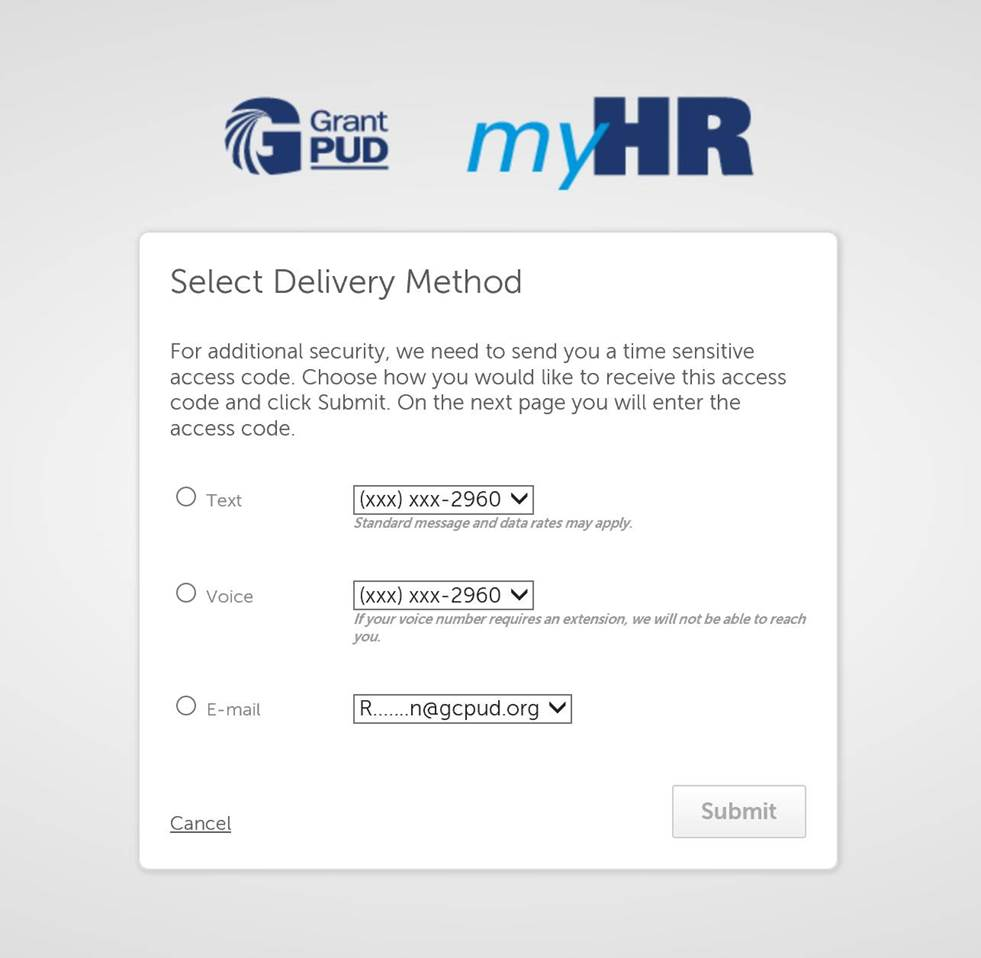 Grant
PUD
myHR
Select Delivery Method
For additional security, we need to send you a time sensitive
access code. Choose how you would like to receive this access
code and click Submit. On the next page you will enter the
access code.
Text (xxx) xxx-2960
Standard message and data rates may apply.
Voice (xxx) xxx-2960
If your voice number requires an extension, we will not be able to reach
you.
E-mail R.......n@gcpud.org
Cancel Submit